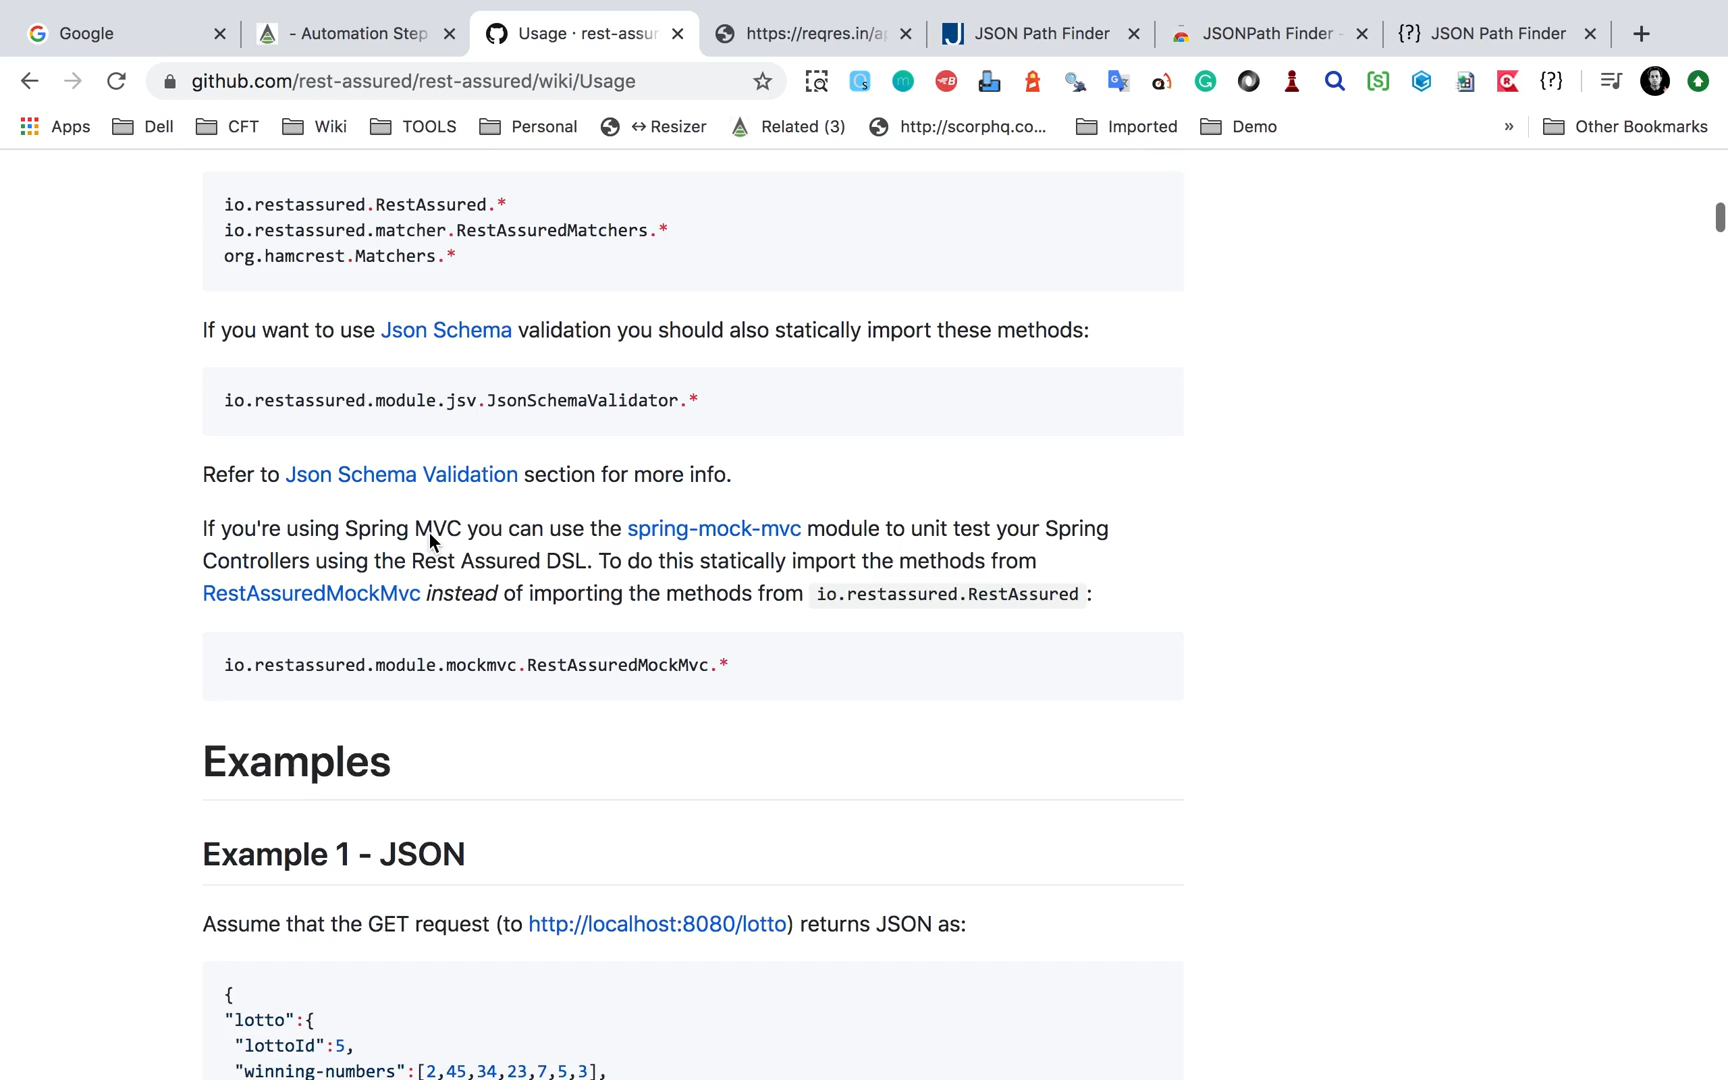 Google
- Automation Step
Usage · rest-assur
https://reqres.in/ap
JSON Path Finder
JSONPath Finder -
{?} JSON Path Finder
github.com/rest-assured/rest-assured/wiki/Usage
Apps
Dell
CFT
Wiki
TOOLS
Personal
↔Resizer
Related (3)
http://scorphq.co...
Imported
Demo
»
Other Bookmarks
io.restassured.RestAssured.*
io.restassured.matcher.RestAssuredMatchers.*
org.hamcrest.Matchers.*
If you want to use Json Schema validation you should also statically import these methods:
io.restassured.module.jsv.JsonSchemaValidator.*
Refer to Json Schema Validation section for more info.
If you're using Spring MVC you can use the spring-mock-mvc module to unit test your Spring
Controllers using the Rest Assured DSL. To do this statically import the methods from
RestAssuredMockMvc instead of importing the methods from io.restassured.RestAssured :
io.restassured.module.mockmvc.RestAssuredMockMvc.*
Examples
Example 1 - JSON
Assume that the GET request (to http://localhost:8080/lotto) returns JSON as:
{
"lotto":{
"lottoId":5,
"winning-numbers":[2,45,34,23,7,5,3],